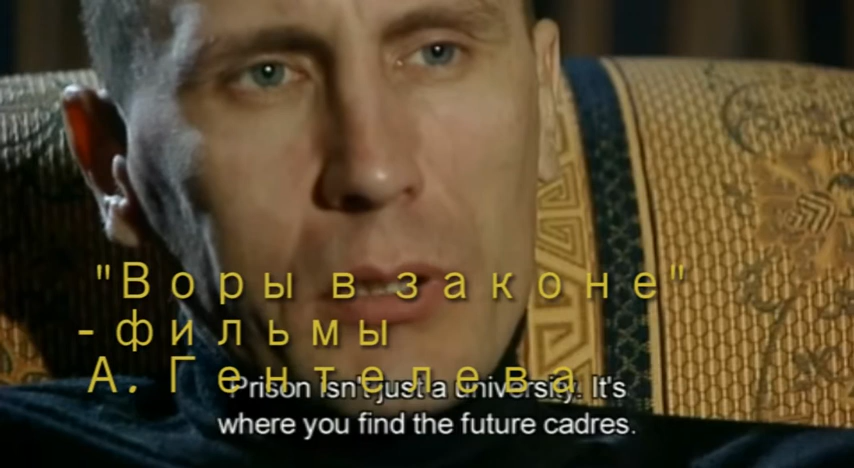 "Воры в законе"
- фильмы
А. Гентелева
Prison isn't just a university. It's
where you find the future cadres.